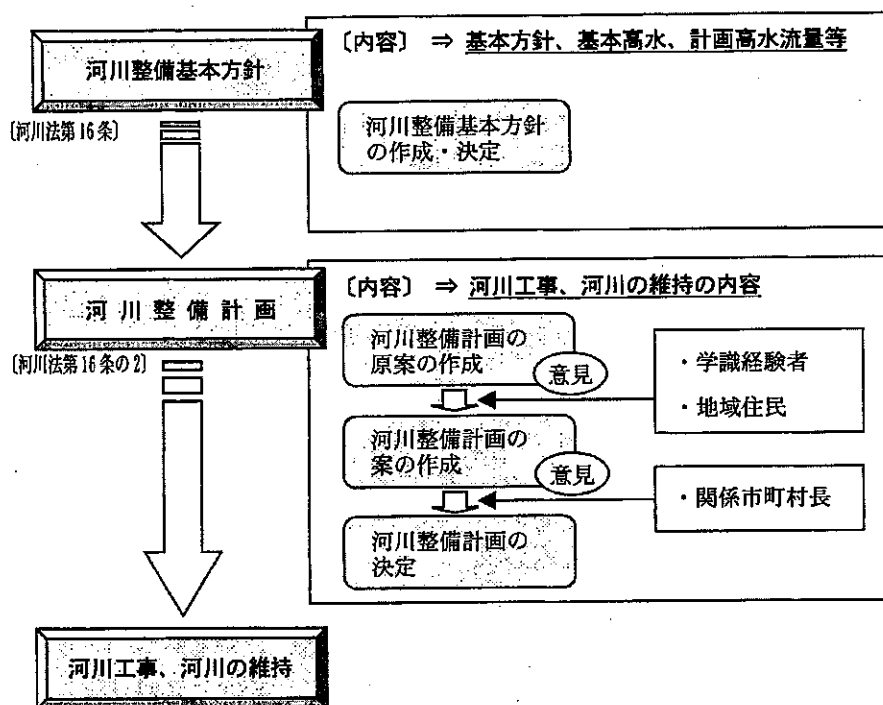 河川整備基本方針
〔河川法第16条〕
〔内容〕 ⇒ 基本方針、基本高水、計画高水流量等
河川整備基本方針
の作成・決定
河川整備計画
〔河川法第16条の2〕
〔内容〕 ⇒ 河川工事、河川の維持の内容
河川整備計画の
原案の作成
意見
・学識経験者
・地域住民
河川整備計画の
案の作成
意見
・関係市町村長
河川整備計画の
決定
河川工事、河川の維持